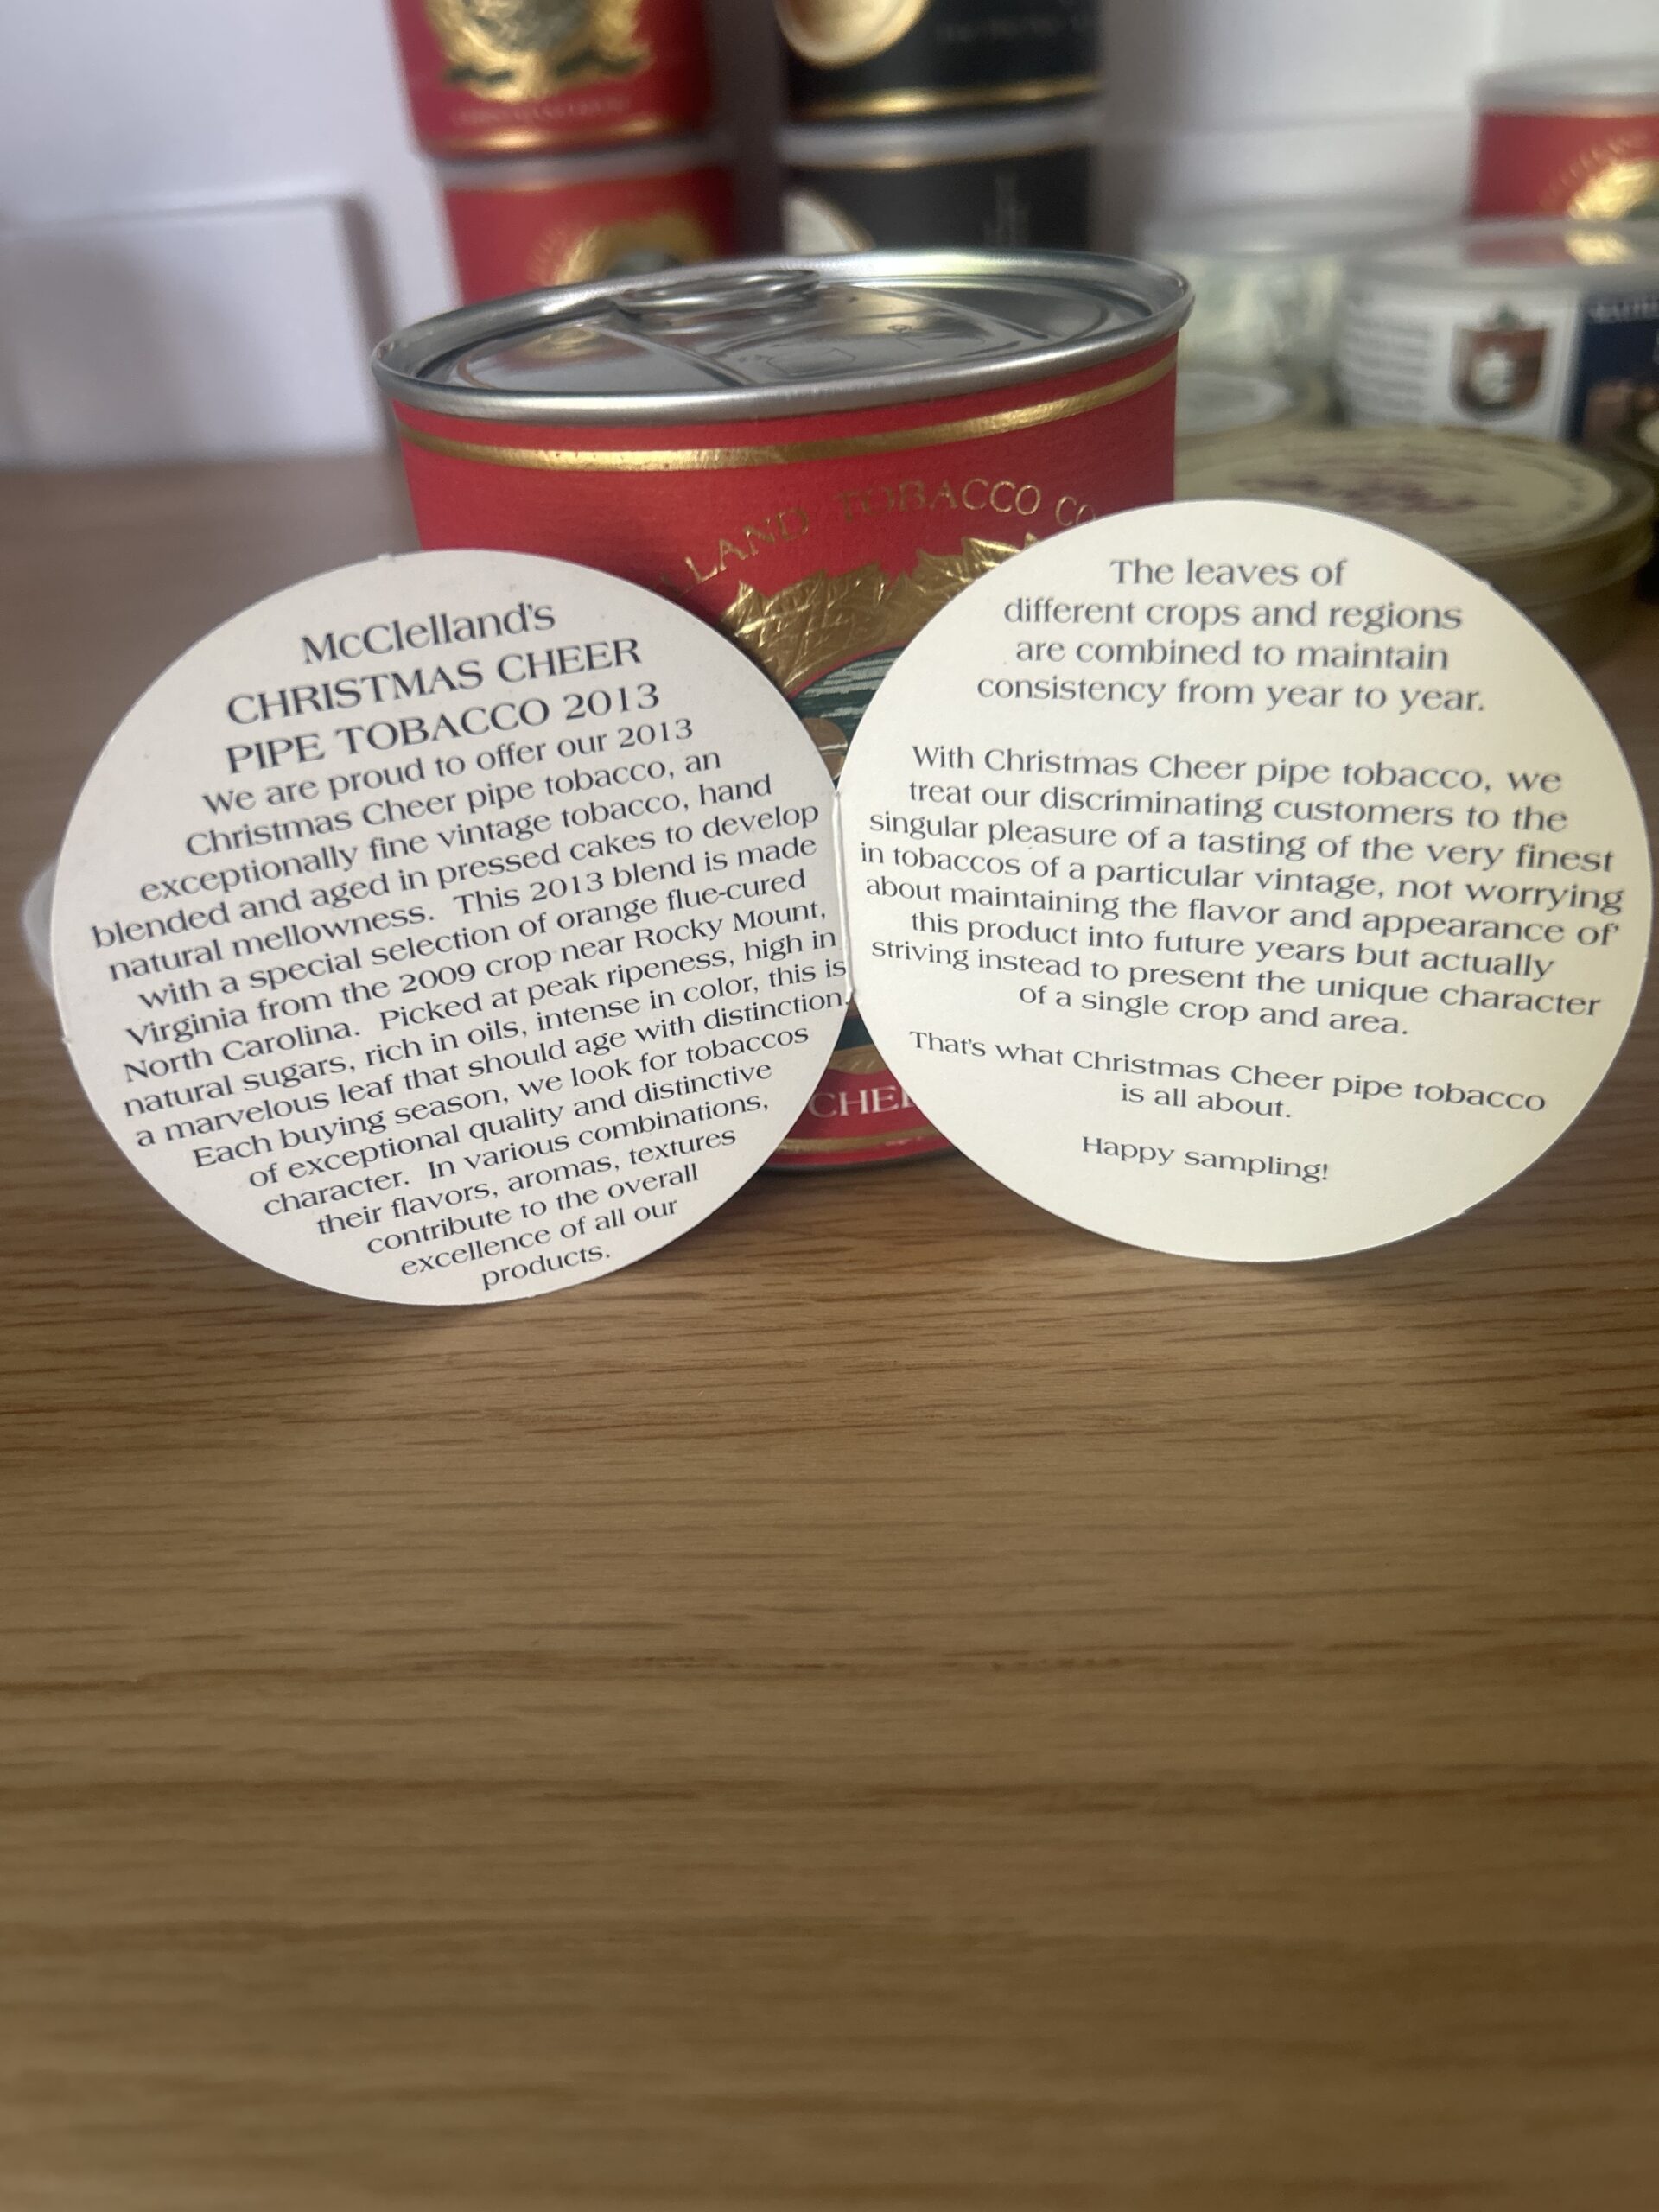 LAND TOBACCO CO
McClelland's
CHRISTMAS CHEER
PIPE TOBACCO 2013
We are proud to offer our 2013
Christmas Cheer pipe tobacco, an
exceptionally fine vintage tobacco, hand
blended and aged in pressed cakes to develop
natural mellowness. This 2013 blend is made
with a special selection of orange flue-cured
Virginia from the 2009 crop near Rocky Mount,
North Carolina. Picked at peak ripeness, high in
natural sugars, rich in oils, intense in color, this is
a marvelous leaf that should age with distinction.
Each buying season, we look for tobaccos
of exceptional quality and distinctive
character. In various combinations,
their flavors, aromas, textures
contribute to the overall
excellence of all our
products.
The leaves of
different crops and regions
are combined to maintain
consistency from year to year.
With Christmas Cheer pipe tobacco, we
treat our discriminating customers to the
singular pleasure of a tasting of the very finest
in tobaccos of a particular vintage, not worrying
about maintaining the flavor and appearance of
this product into future years but actually
striving instead to present the unique character
of a single crop and area.
That's what Christmas Cheer pipe tobacco
is all about.
Happy sampling!
CHE